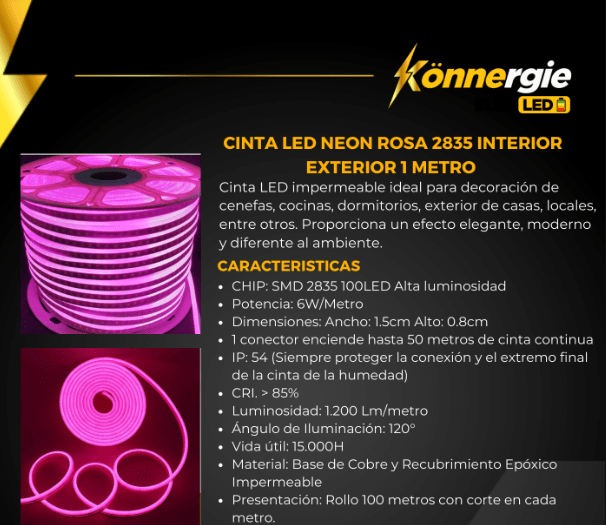 Könnergie
LED
CINTA LED NEON ROSA 2835 INTERIOR
EXTERIOR 1 METRO
Cinta LED impermeable ideal para decoración de
cenefas, cocinas, dormitorios, exterior de casas, locales,
entre otros. Proporciona un efecto elegante, moderno
y diferente al ambiente.
CARACTERISTICAS
• CHIP: SMD 2835 100LED Alta luminosidad
• Potencia: 6W/Metro
• Dimensiones: Ancho: 1.5cm Alto: 0.8cm
• 1 conector enciende hasta 50 metros de cinta continua
• IP: 54 (Siempre proteger la conexión y el extremo final
de la cinta de la humedad)
• CRI. > 85%
• Luminosidad: 1.200 Lm/metro
• Ángulo de Iluminación: 120°
• Vida útil: 15.000H
• Material: Base de Cobre y Recubrimiento Epóxico
Impermeable
• Presentación: Rollo 100 metros con corte en cada
metro.